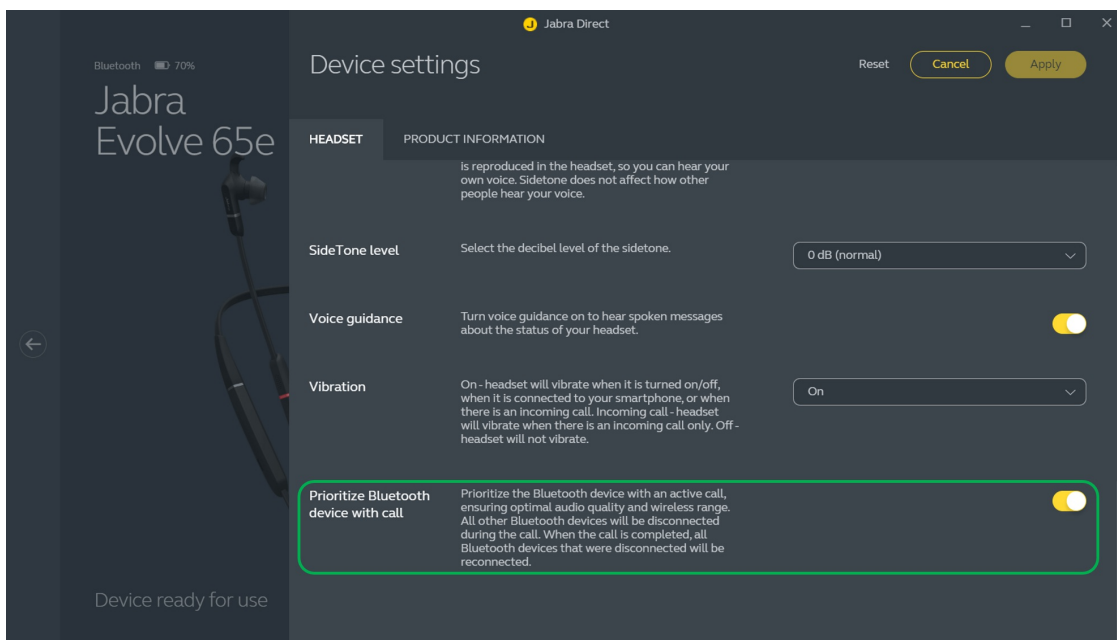 Jabra Direct
Bluetooth 70%
Jabra
Evolve 65e
Device ready for use
Device settings
Reset
Cancel
Apply
HEADSET
PRODUCT INFORMATION
is reproduced in the headset, so you can hear your
own voice. Sidetone does not affect how other
people hear your voice.
SideTone level
Select the decibel level of the sidetone.
0 dB (normal)
Voice guidance
Turn voice guidance on to hear spoken messages
about the status of your headset.
Vibration
On - headset will vibrate when it is turned on/off,
when it is connected to your smartphone, or when
there is an incoming call. Incoming call - headset
will vibrate when there is an incoming call only. Off -
headset will not vibrate.
On
Prioritize Bluetooth
device with call
Prioritize the Bluetooth device with an active call,
ensuring optimal audio quality and wireless range.
All other Bluetooth devices will be disconnected
during the call. When the call is completed, all
Bluetooth devices that were disconnected will be
reconnected.